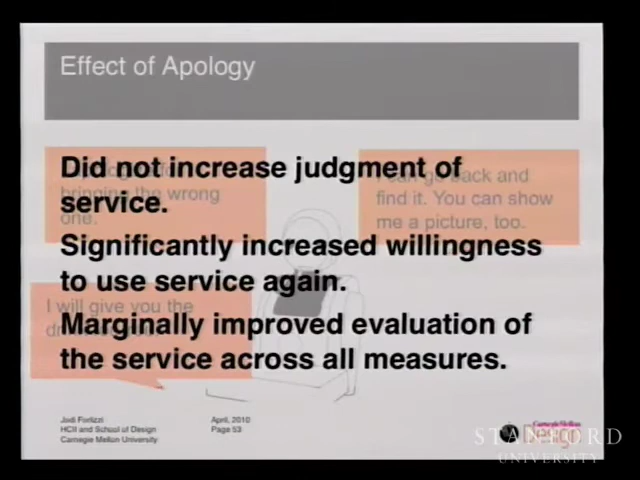 Effect of Apology
Did not increase judgment of
service.
Significantly increased willingness
to use service again.
Marginally improved evaluation of
the service across all measures.
bringing the wrong
one.
can go back and
find it. You can show
me a picture, too.
I will give you the
Jodi Forlizzi
HCII and School of Design
Carnegie Mellon University
April, 2010
Page 53
Carnegie Mellon
Design
STANFORD
UNIVERSITY